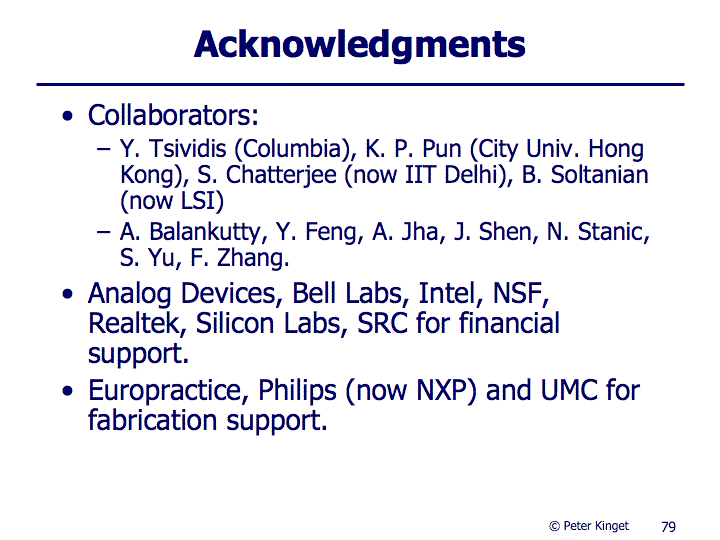 Acknowledgments
• Collaborators:
– Y. Tsividis (Columbia), K. P. Pun (City Univ. Hong
Kong), S. Chatterjee (now IIT Delhi), B. Soltanian
(now LSI)
– A. Balankutty, Y. Feng, A. Jha, J. Shen, N. Stanic,
S. Yu, F. Zhang.
• Analog Devices, Bell Labs, Intel, NSF,
Realtek, Silicon Labs, SRC for financial
support.
• Europractice, Philips (now NXP) and UMC for
fabrication support.
© Peter Kinget 79